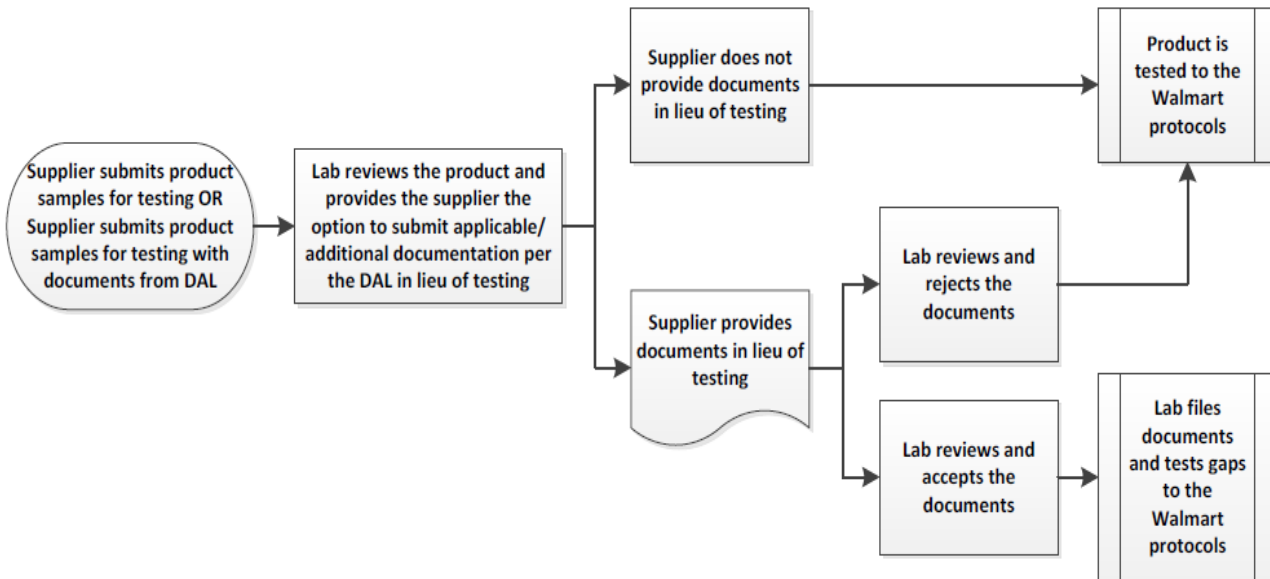 Supplier submits product
samples for testing OR
Supplier submits product
samples for testing with
documents from DAL
Lab reviews the product and
provides the supplier the
option to submit applicable/
additional documentation per
the DAL in lieu of testing
Supplier does not
provide documents
in lieu of testing
Product is
tested to the
Walmart
protocols
Supplier provides
documents in lieu of
testing
Lab reviews and
rejects the
documents
Lab reviews and
accepts the
documents
Lab files
documents
and tests gaps
to the
Walmart
protocols